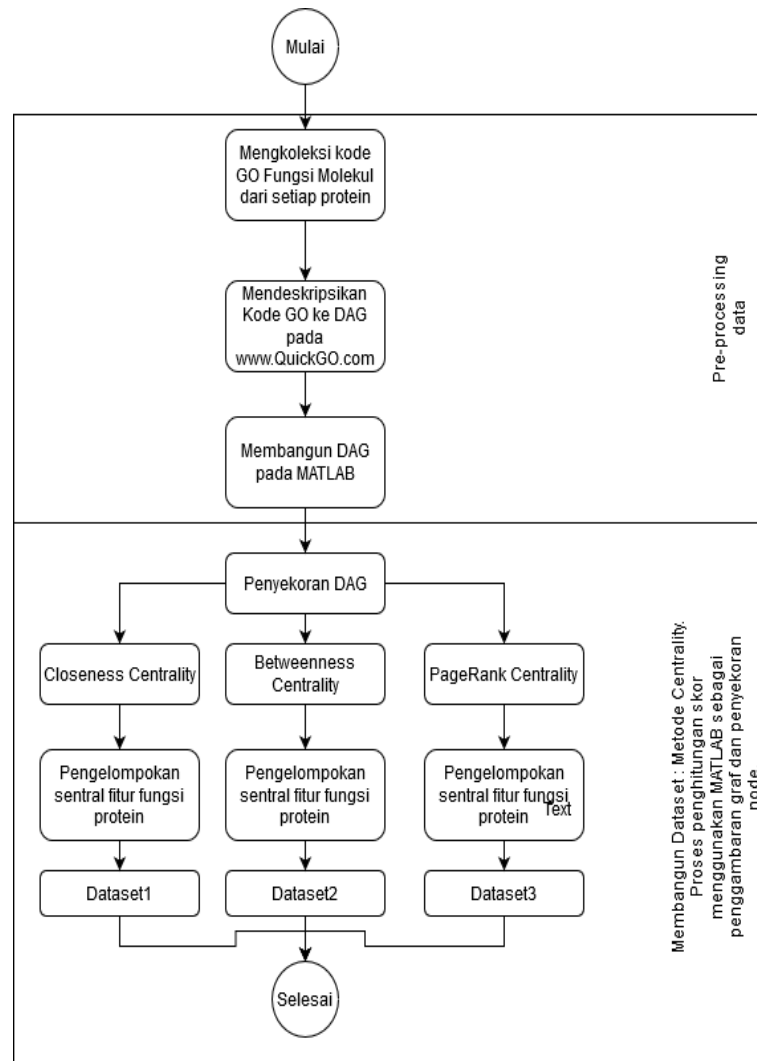 Mulai
Mengkoleksi kode
GO Fungsi Molekul
dari setiap protein
Mendeskripsikan
Kode GO ke DAG
pada
www.QuickGO.com
Membangun DAG
pada MATLAB
Pre-processing
data
Penyekoran DAG
Closeness Centrality
Betweenness
Centrality
PageRank Centrality
Pengelompokan
sentral fitur fungsi
protein
Pengelompokan
sentral fitur fungsi
protein
Pengelompokan
sentral fitur fungsi
protein
Text
Dataset1
Dataset2
Dataset3
Selesai
Membangun Dataset : Metode Centrality.
Proses penghitungan skor
menggunakan MATLAB sebagai
penggambaran graf dan penyekoran
node